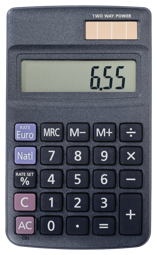 TWO WAY POWER
6,55
RATE
Euro MRC M− M+ ÷
Natl 7 8 9 ×
RATE SET
% 4 5 6 −
C 1 2 3 +
AC 0 · =